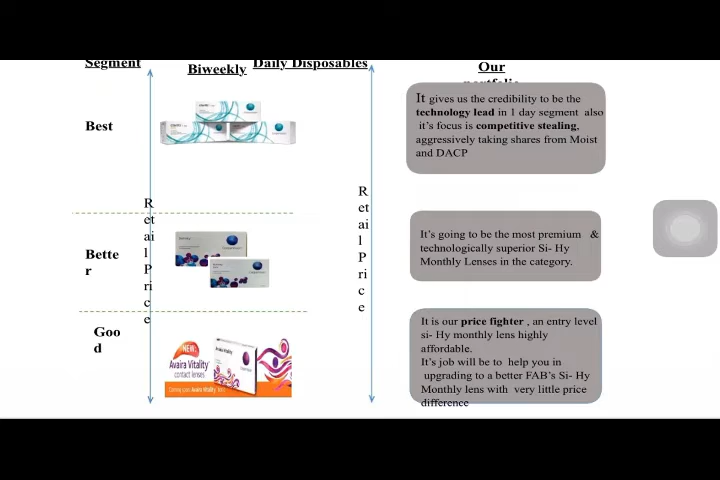 Segment
Biweekly
Daily Disposables
Our
Best
It gives us the credibility to be the
technology lead in 1 day segment also
it's focus is competitive stealing,
aggressively taking shares from Moist
and DACP
R
et
ai
l
P
ri
c
e
R
et
ai
l
P
ri
c
e
Bette
r
It's going to be the most premium &
technologically superior Si- Hy
Monthly Lenses in the category.
Goo
d
It is our price fighter , an entry level
si- Hy monthly lens highly
affordable.
It's job will be to help you in
upgrading to a better FAB's Si- Hy
Monthly lens with very little price
difference
NEW
Avaira Vitality
contact lenses
Avaira Vitality